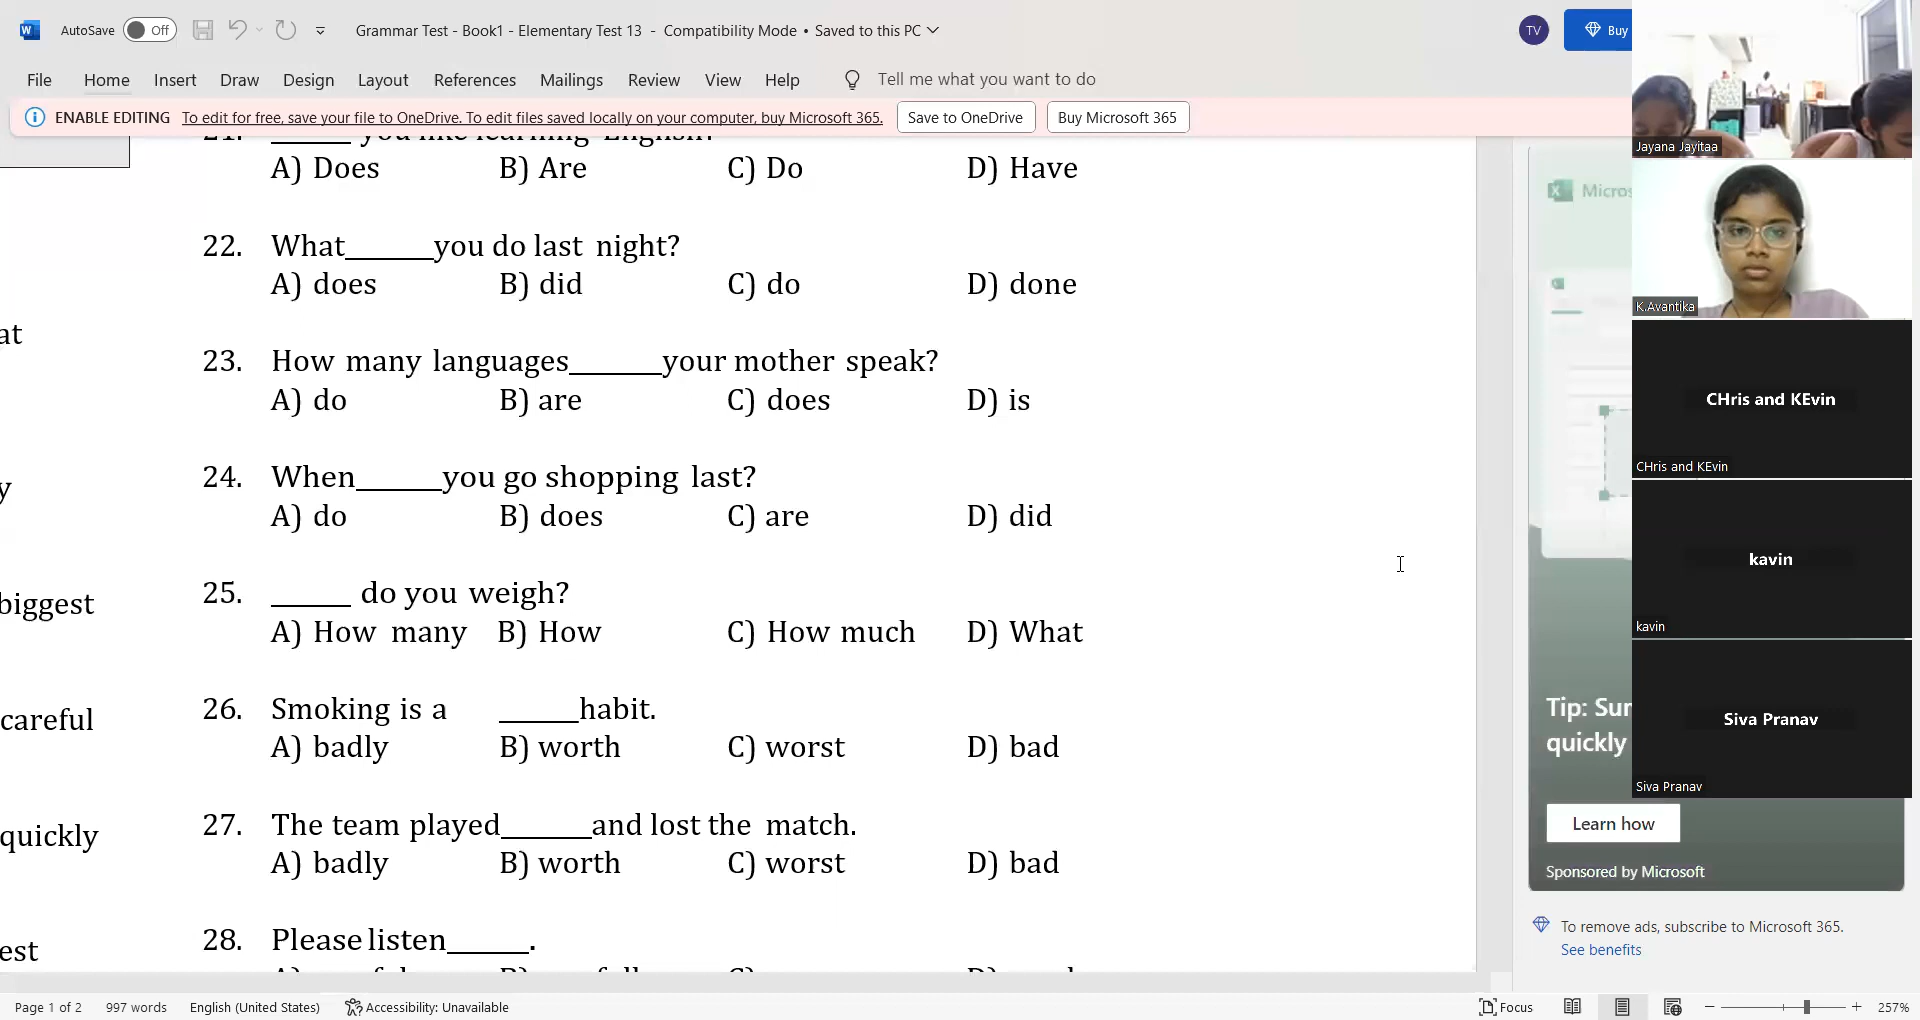 AutoSave Off Grammar Test - Book1 - Elementary Test 13 - Compatibility Mode • Saved to this PC TV Buy
File Home Insert Draw Design Layout References Mailings Review View Help Tell me what you want to do
ENABLE EDITING To edit for free, save your file to OneDrive. To edit files saved locally on your computer, buy Microsoft 365. Save to OneDrive Buy Microsoft 365
21. ______ you like learning English?
A) Does B) Are C) Do D) Have
22. What______you do last night?
A) does B) did C) do D) done
at
23. How many languages______your mother speak?
A) do B) are C) does D) is
24. When______you go shopping last?
y
A) do B) does C) are D) did
25. ______ do you weigh?
biggest
A) How many B) How C) How much D) What
26. Smoking is a ______habit.
careful
A) badly B) worth C) worst D) bad
27. The team played______and lost the match.
quickly
A) badly B) worth C) worst D) bad
28. Please listen______.
est
Jayana Jayitaa
K.Avantika
CHris and KEvin
CHris and KEvin
kavin
kavin
Siva Pranav
Siva Pranav
Micros
Tip: Sur
quickly
Learn how
Sponsored by Microsoft
To remove ads, subscribe to Microsoft 365.
See benefits
Page 1 of 2 997 words English (United States) Accessibility: Unavailable Focus 257%